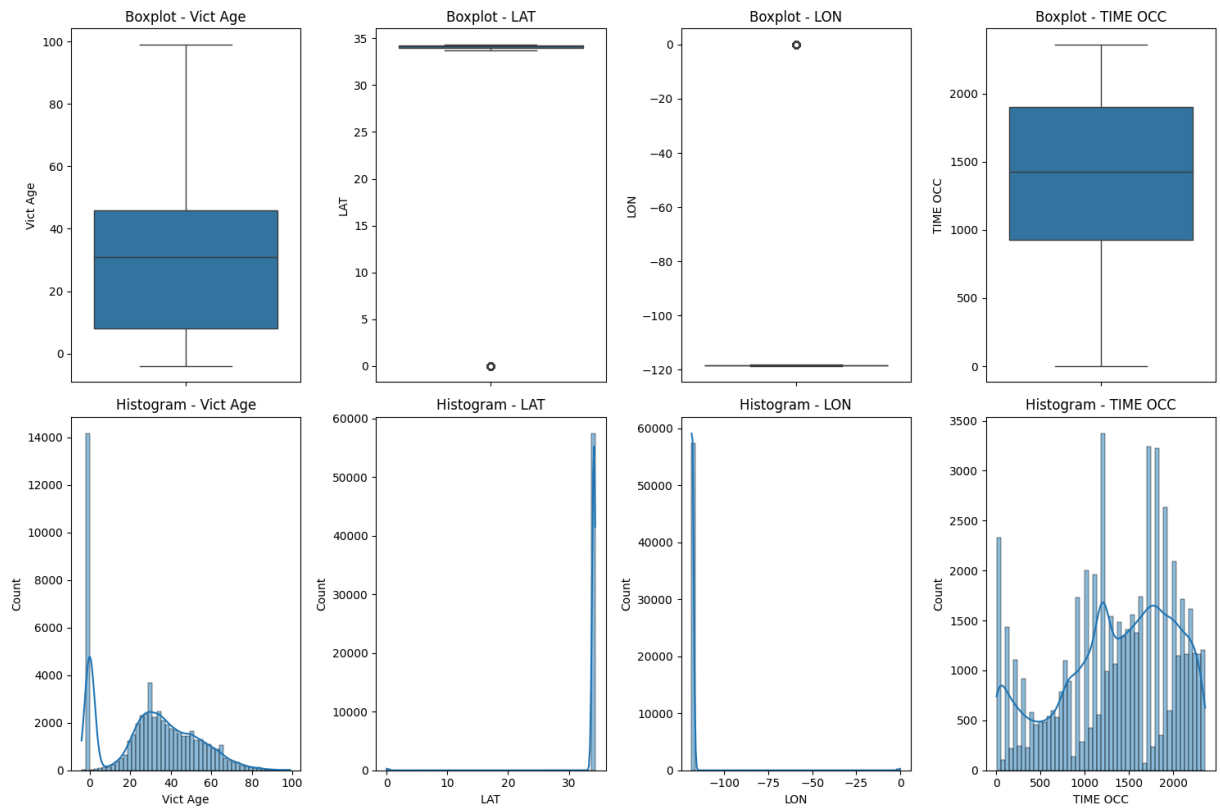 Boxplot - Vict Age
Vict Age
100
80
60
40
20
0
Boxplot - LAT
LAT
35
30
25
20
15
10
5
0
Boxplot - LON
LON
0
−20
−40
−60
−80
−100
−120
Boxplot - TIME OCC
TIME OCC
2000
1500
1000
500
0
Histogram - Vict Age
Count
14000
12000
10000
8000
6000
4000
2000
0
0 20 40 60 80 100
Vict Age
Histogram - LAT
Count
60000
50000
40000
30000
20000
10000
0
0 10 20 30
LAT
Histogram - LON
Count
60000
50000
40000
30000
20000
10000
0
−100 −75 −50 −25 0
LON
Histogram - TIME OCC
Count
3500
3000
2500
2000
1500
1000
500
0
0 500 1000 1500 2000
TIME OCC